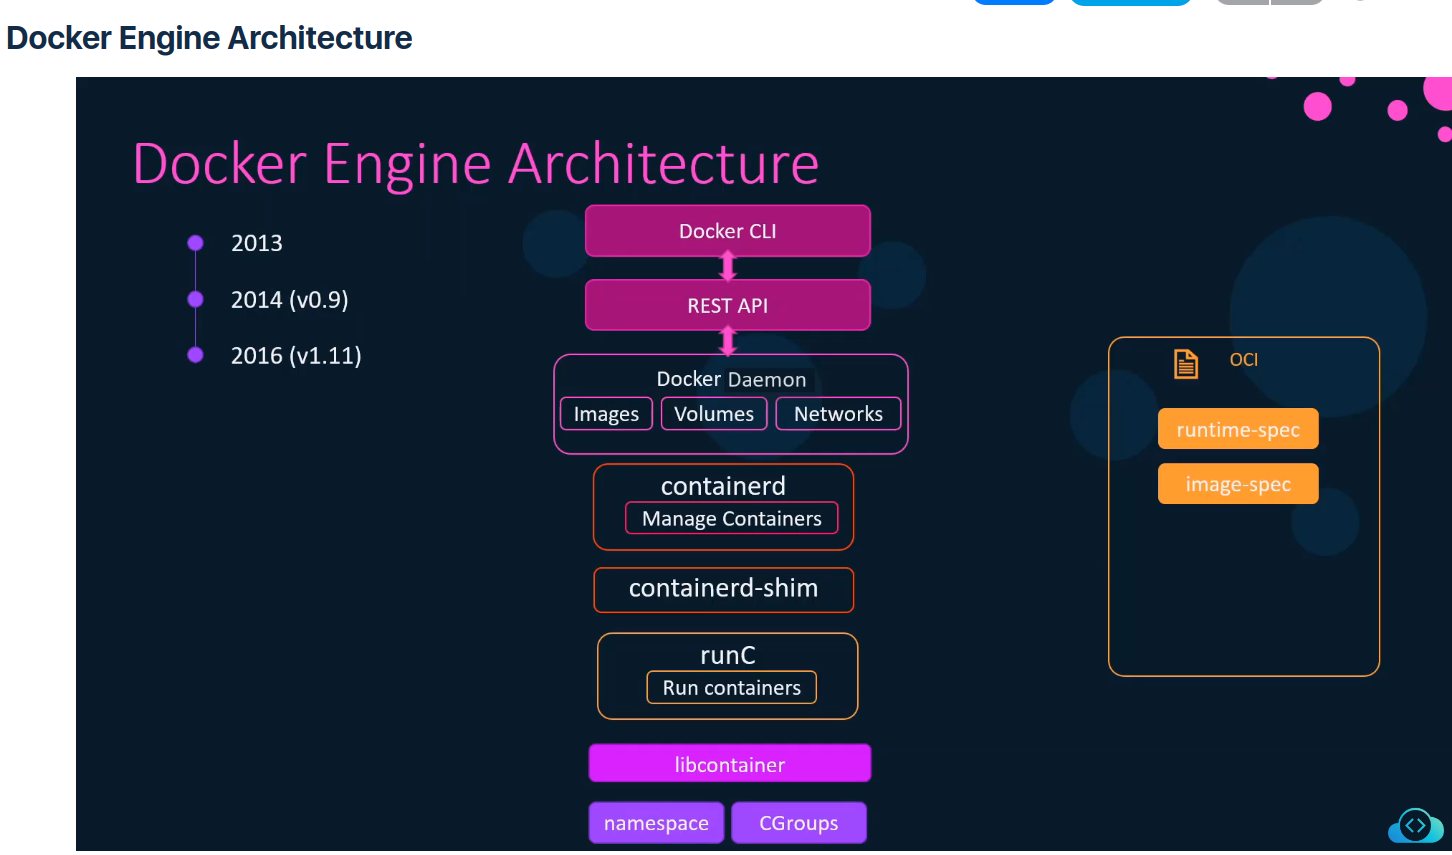 Docker Engine Architecture
Docker Engine Architecture
2013
2014 (v0.9)
2016 (v1.11)
Docker CLI
REST API
Docker Daemon
Images Volumes Networks
containerd
Manage Containers
containerd-shim
runC
Run containers
libcontainer
namespace CGroups
OCI
runtime-spec
image-spec